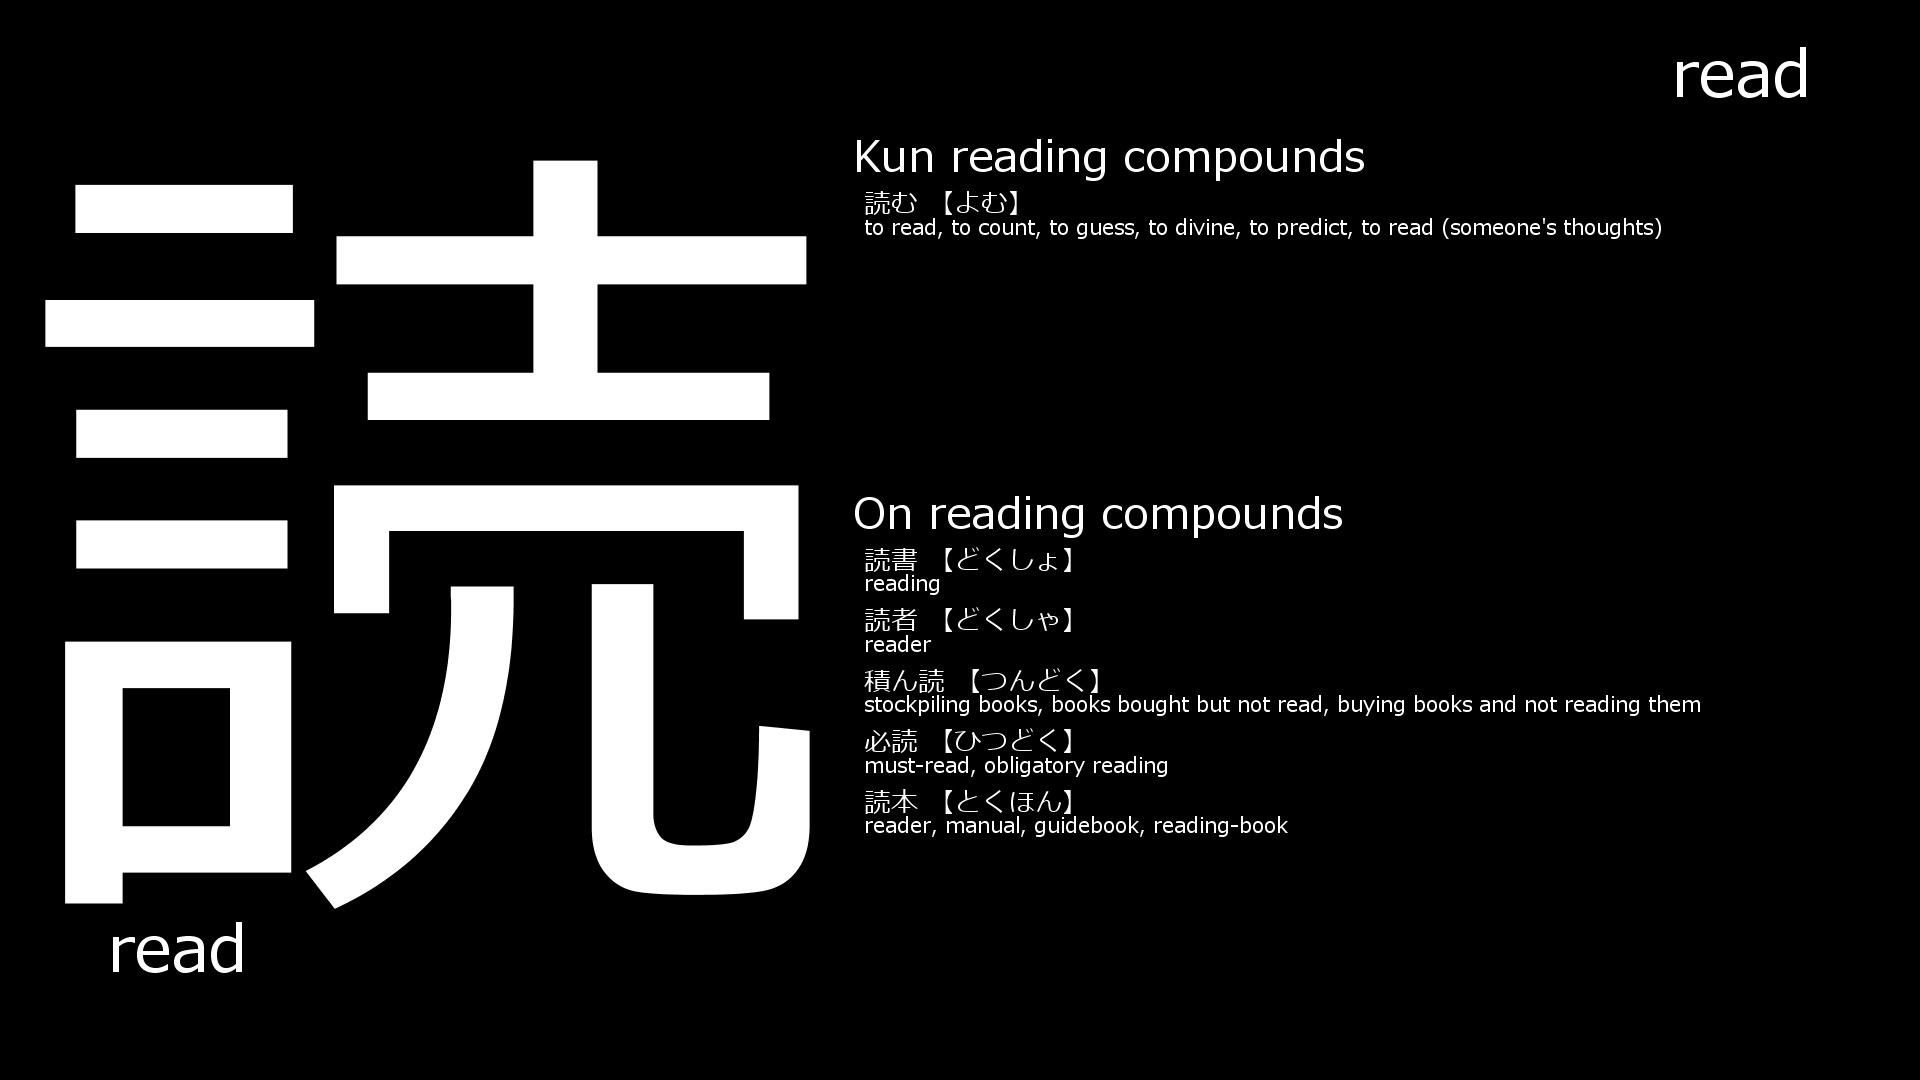 read
読
read
Kun reading compounds
読む 【よむ】
to read, to count, to guess, to divine, to predict, to read (someone's thoughts)
On reading compounds
読書 【どくしょ】
reading
読者 【どくしゃ】
reader
積ん読 【つんどく】
stockpiling books, books bought but not read, buying books and not reading them
必読 【ひつどく】
must-read, obligatory reading
読本 【とくほん】
reader, manual, guidebook, reading-book